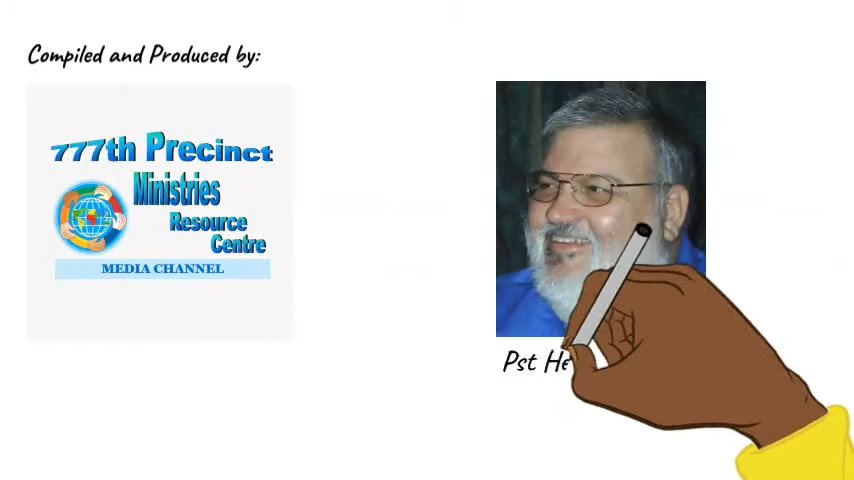 Compiled and Produced by:
777th Precinct
Ministries
Resource
Centre
MEDIA CHANNEL
Pst He